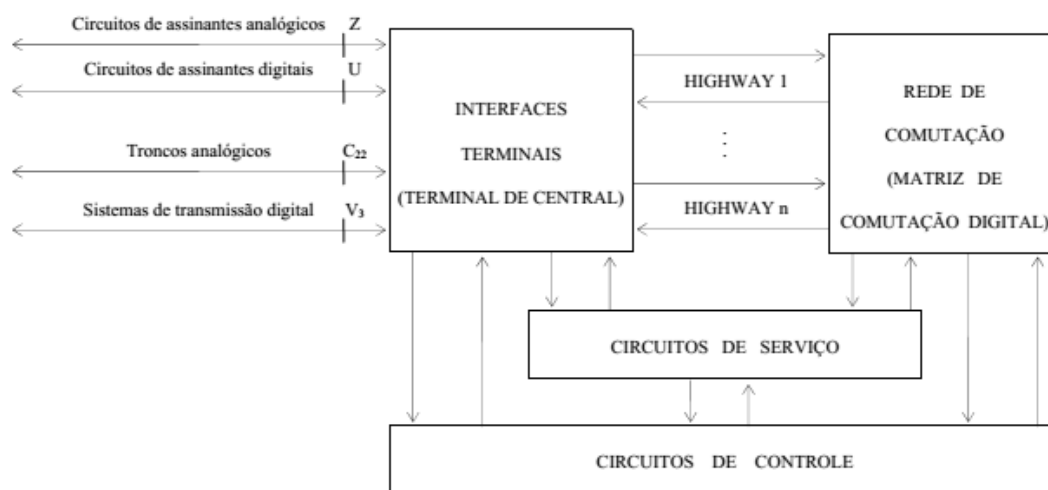 Circuitos de assinantes analógicos Z
Circuitos de assinantes digitais U
Troncos analógicos C22
Sistemas de transmissão digital V3
INTERFACES
TERMINAIS
(TERMINAL DE CENTRAL)
HIGHWAY 1
HIGHWAY n
REDE DE
COMUTAÇÃO
(MATRIZ DE
COMUTAÇÃO DIGITAL)
CIRCUITOS DE SERVIÇO
CIRCUITOS DE CONTROLE